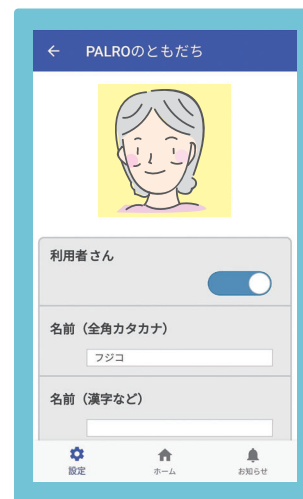 ← PALROのともだち
利用者さん
名前（全角カタカナ）
フジコ
名前（漢字など）
設定
ホーム
お知らせ